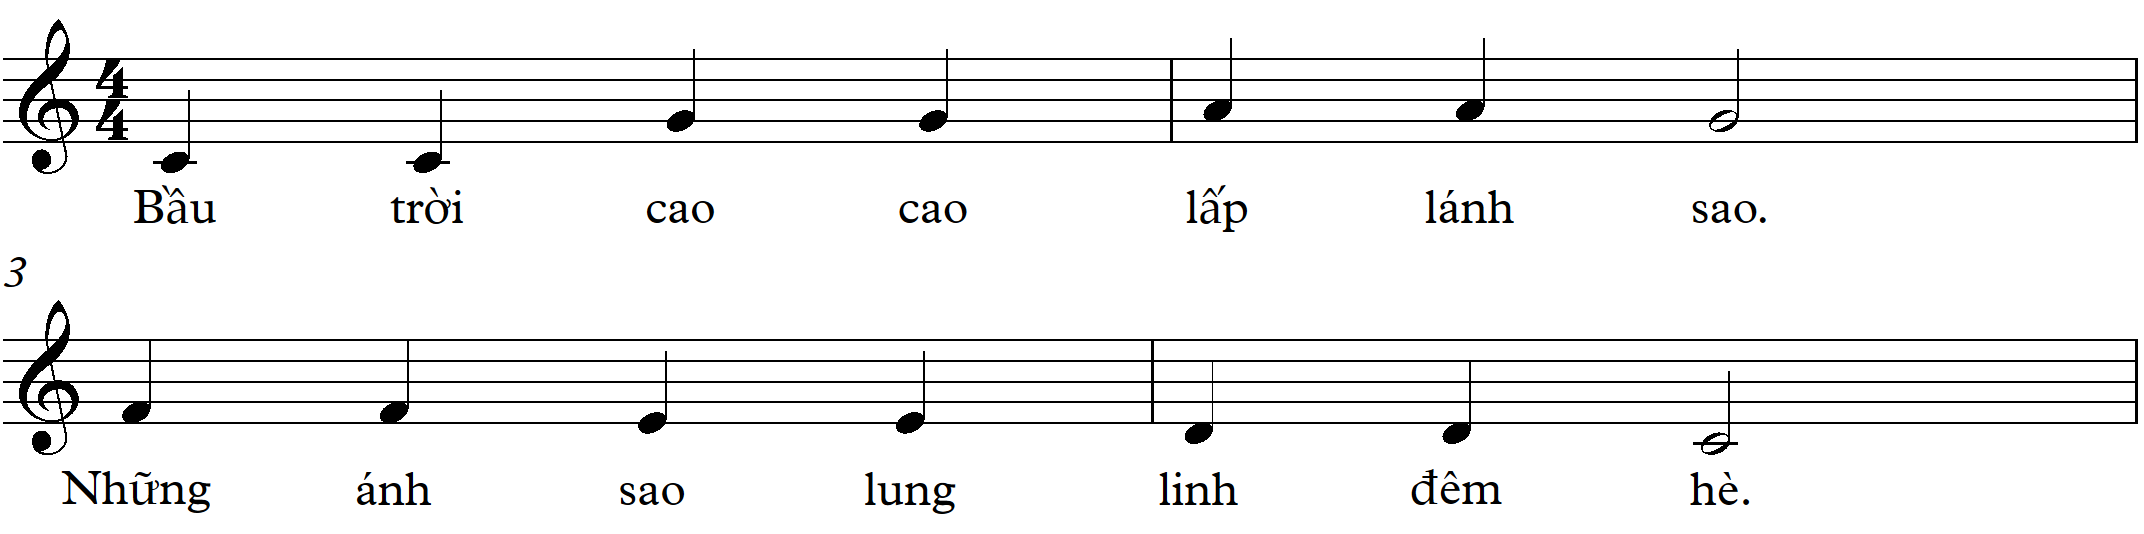 Bầu trời cao cao lấp lánh sao.
3
Những ánh sao lung linh đêm hè.